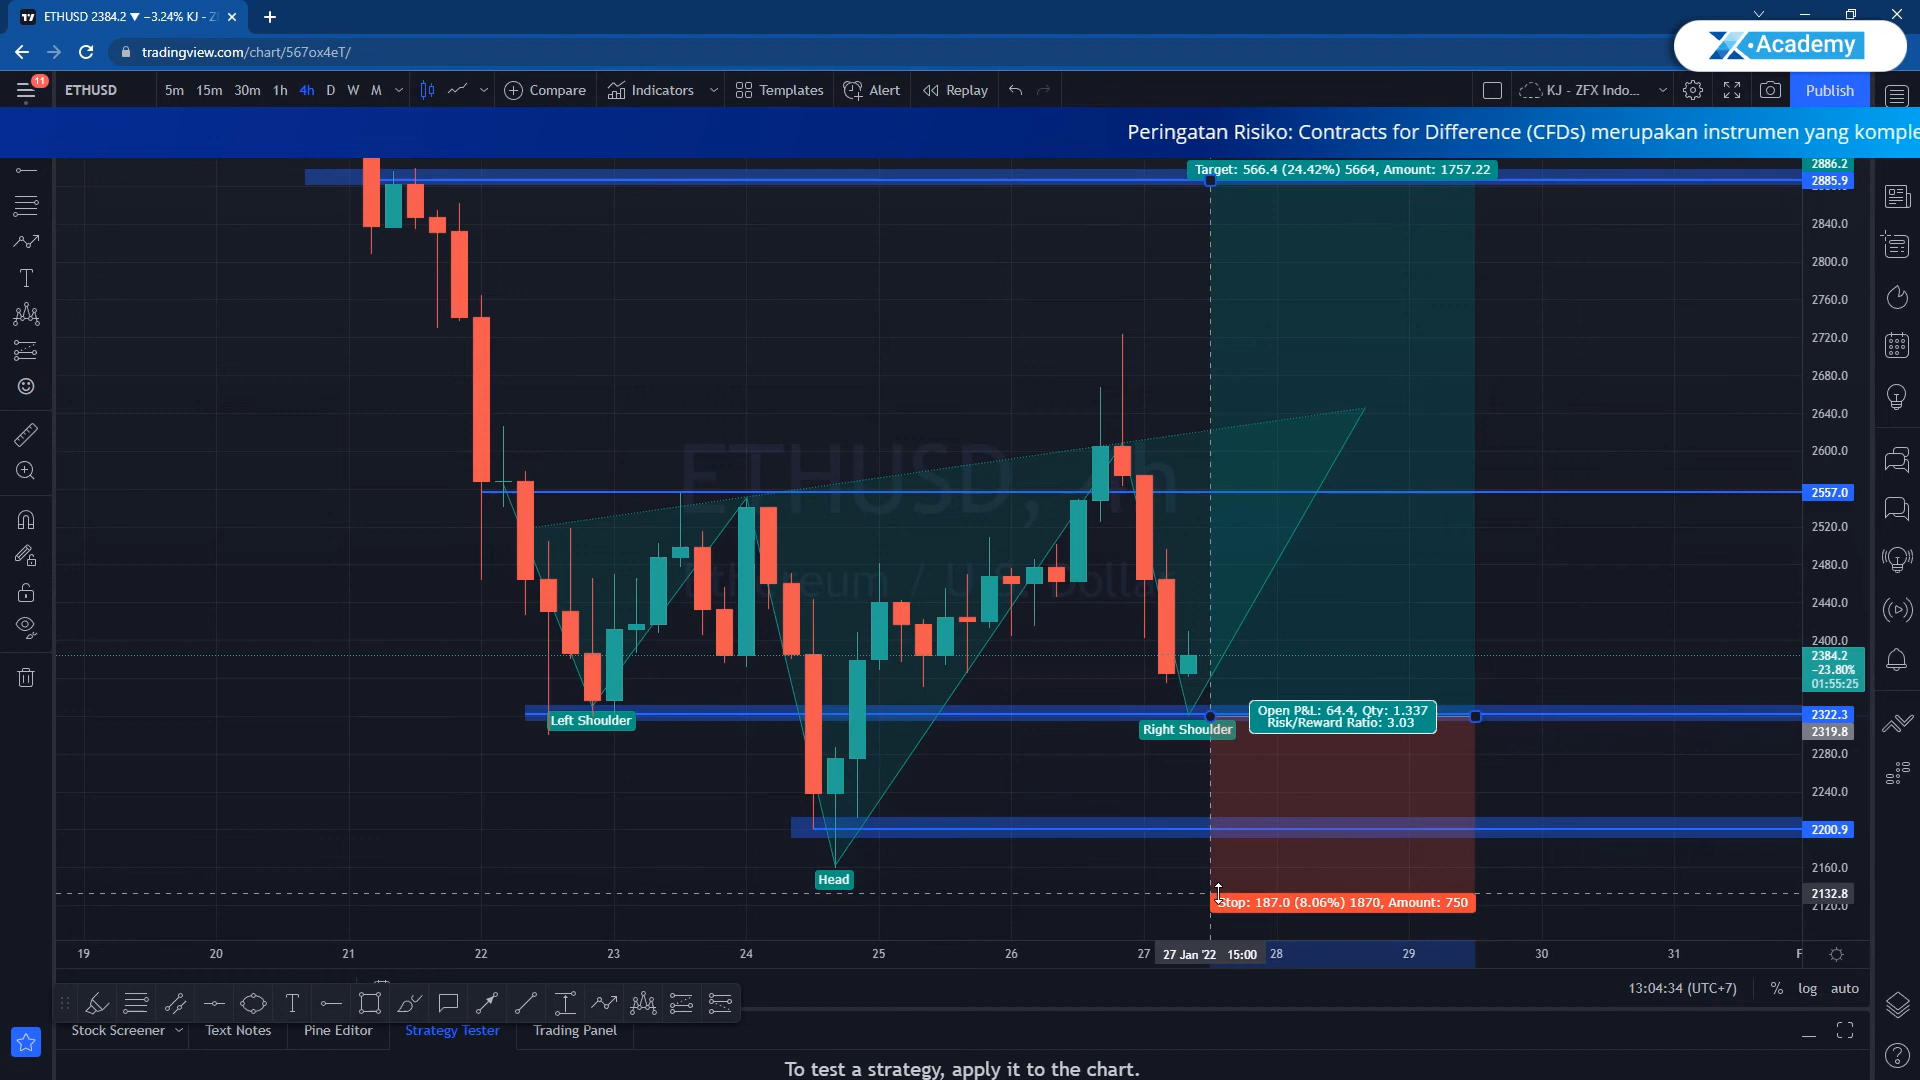 ETHUSD 2384.2 ▼ −3.24% KJ - Z
X·Academy
tradingview.com/chart/567ox4eT/
11
ETHUSD 5m 15m 30m 1h 4h D W M Compare Indicators Templates Alert Replay KJ - ZFX Indo... Publish
Peringatan Risiko: Contracts for Difference (CFDs) merupakan instrumen yang komple
Target: 566.4 (24.42%) 5664, Amount: 1757.22
2886.2
2885.9
2840.0
2800.0
2760.0
2720.0
2680.0
2640.0
2600.0
2557.0
2520.0
2480.0
2440.0
2400.0
2384.2
−23.80%
01:55:25
2322.3
2319.8
2280.0
2240.0
2200.9
2160.0
2132.8
2120.0
ETHUSD, 4h
Ethereum / U.S. Dollar
Left Shoulder
Right Shoulder
Open P&L: 64.4, Qty: 1.337
Risk/Reward Ratio: 3.03
Head
Stop: 187.0 (8.06%) 1870, Amount: 750
19 20 21 22 23 24 25 26 27 27 Jan '22 15:00 28 29 30 31 F
13:04:34 (UTC+7) % log auto
Stock Screener Text Notes Pine Editor Strategy Tester Trading Panel
To test a strategy, apply it to the chart.